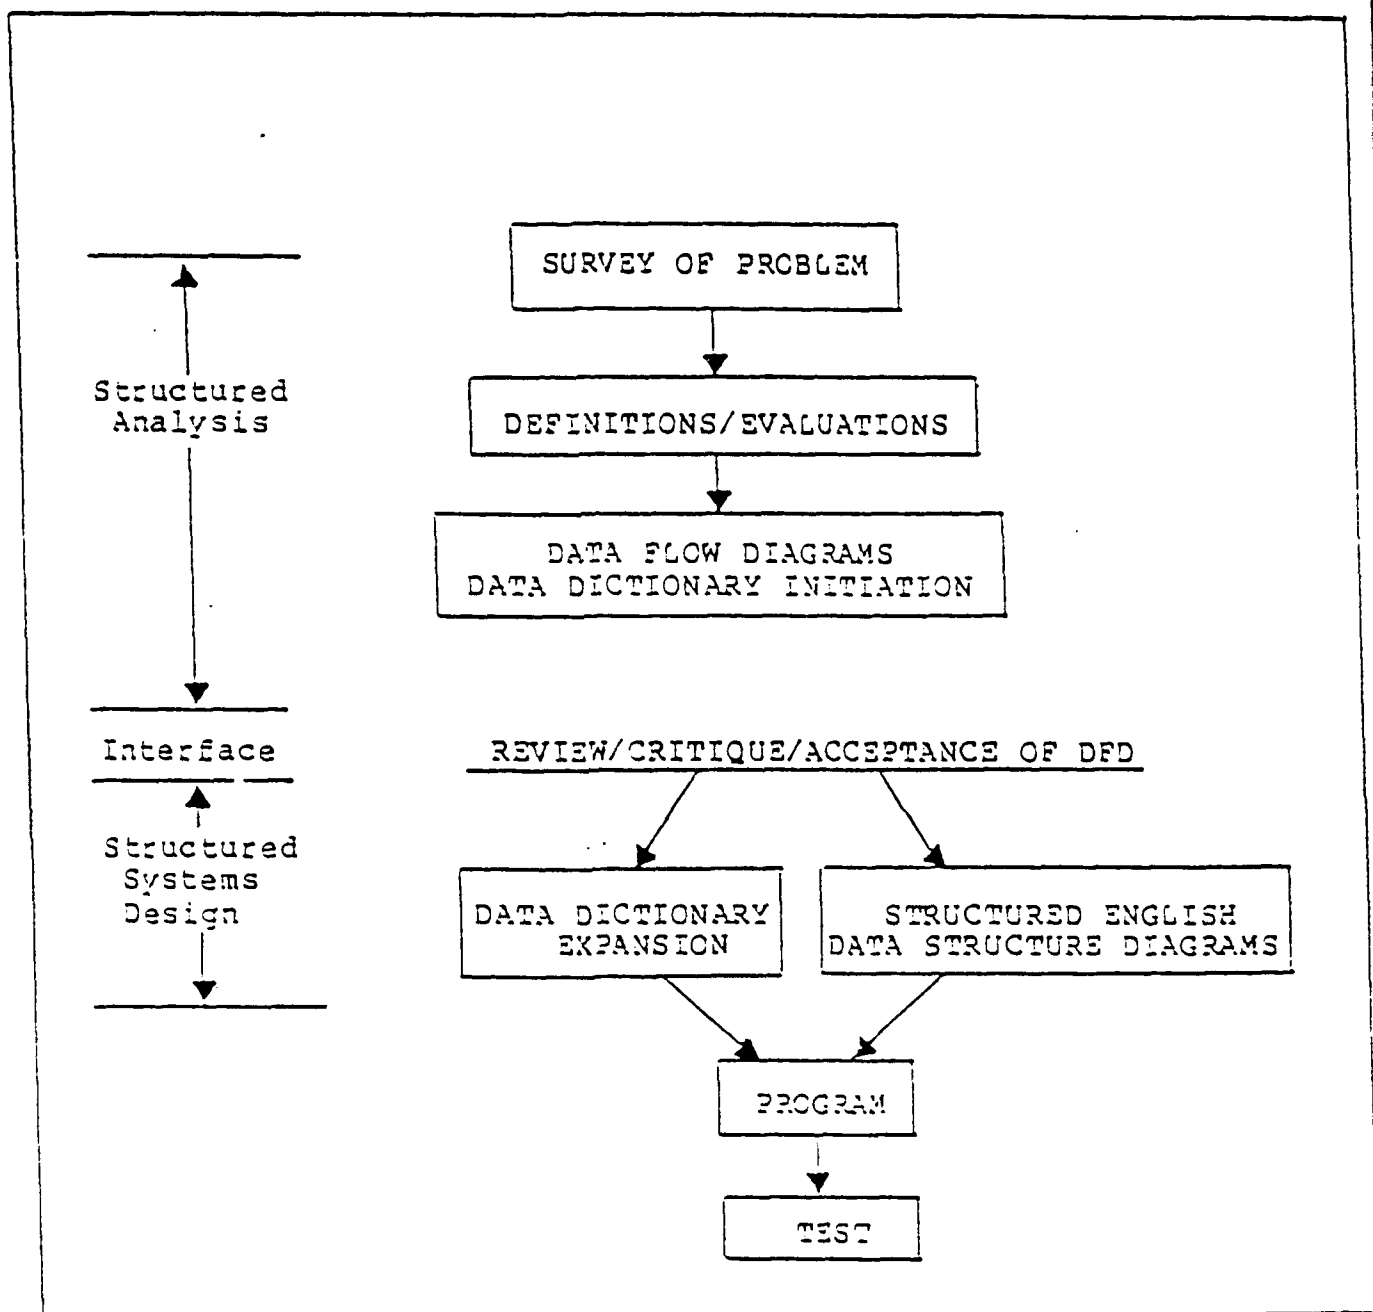 SURVEY OF PROBLEM
Structured
Analysis
DEFINITIONS/EVALUATIONS
DATA FLOW DIAGRAMS
DATA DICTIONARY INITIATION
Interface
REVIEW/CRITIQUE/ACCEPTANCE OF DFD
Structured
Systems
Design
DATA DICTIONARY
EXPANSION
STRUCTURED ENGLISH
DATA STRUCTURE DIAGRAMS
PROGRAM
TEST